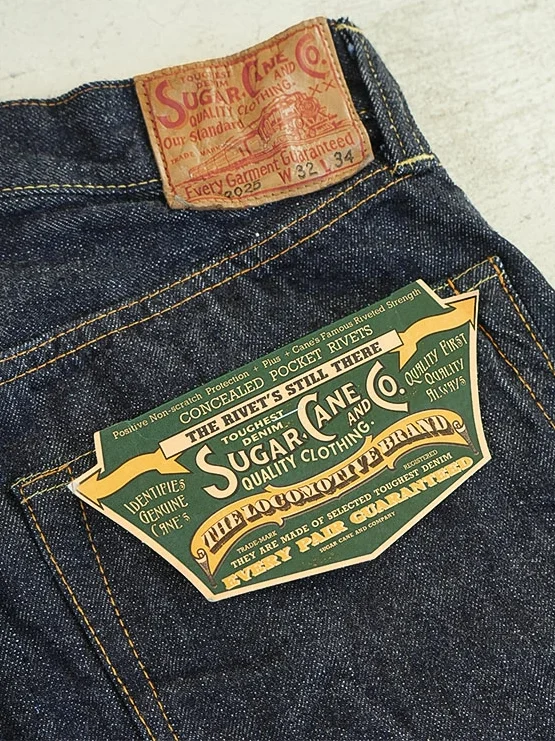 TOUGHEST
DENIM
SUGAR CANE AND Co.
QUALITY CLOTHING.
Our Standard
TRADE MARK
Every Garment Guaranteed
2025 W 32 L 34
Positive Non-scratch Protection + Plus + Cane's Famous Riveted Strength
CONCEALED POCKET RIVETS
THE RIVET'S STILL THERE
TOUGHEST
DENIM.
SUGAR CANE AND Co.
QUALITY CLOTHING.
QUALITY FIRST
QUALITY
ALWAYS
IDENTIFIES
GENUINE
CANE'S
THE LOCOMOTIVE BRAND
TRADE-MARK
REGISTERED
THEY ARE MADE OF SELECTED TOUGHEST DENIM
EVERY PAIR GUARANTEED
SUGAR CANE AND COMPANY